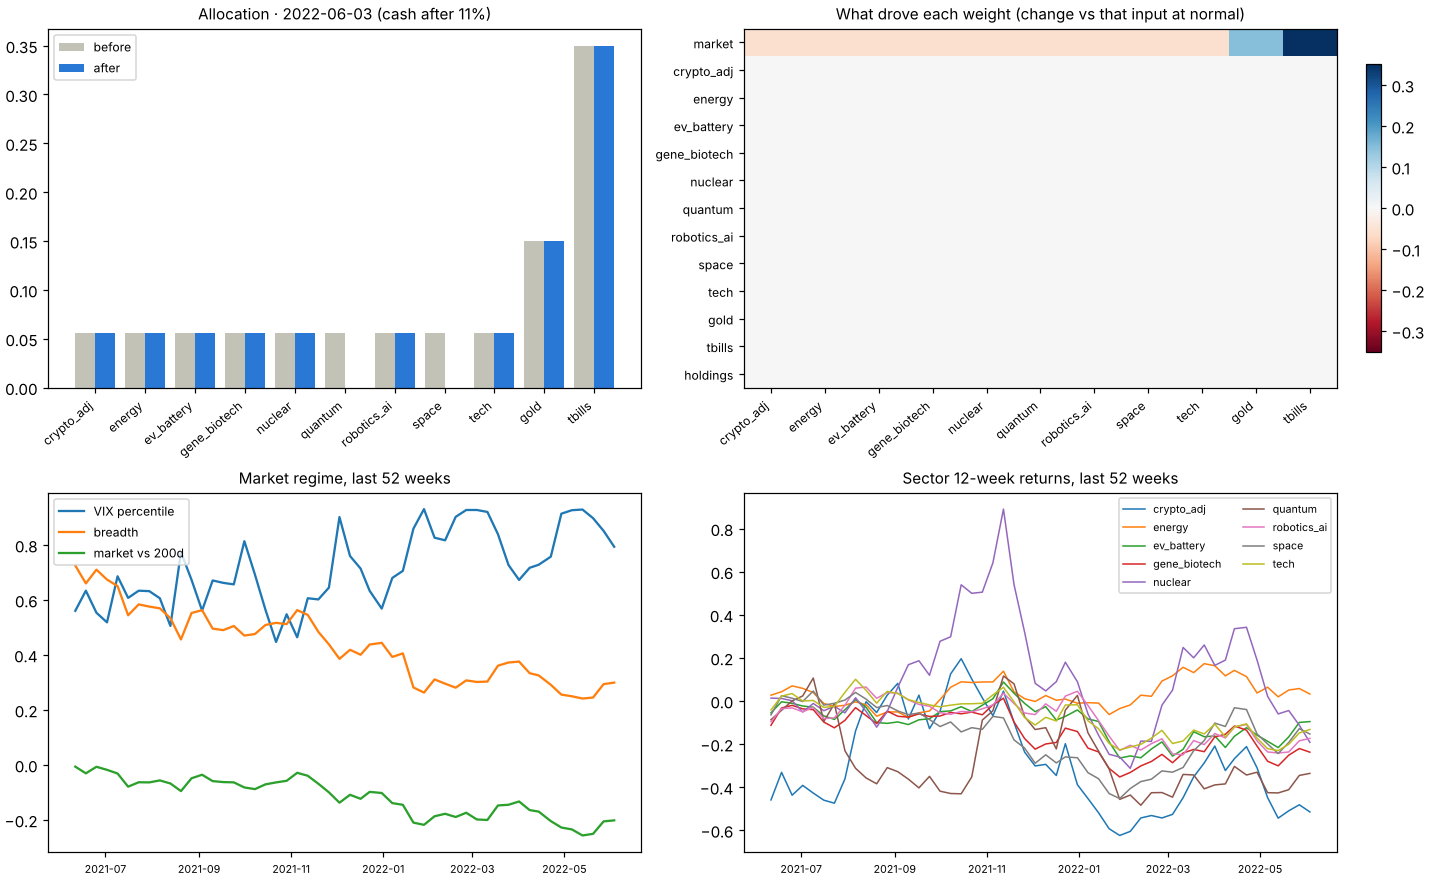 Allocation · 2022-06-03 (cash after 11%)
before
after
0.35
0.30
0.25
0.20
0.15
0.10
0.05
0.00
crypto_adj
energy
ev_battery
gene_biotech
nuclear
quantum
robotics_ai
space
tech
gold
tbills
What drove each weight (change vs that input at normal)
market
crypto_adj
energy
ev_battery
gene_biotech
nuclear
quantum
robotics_ai
space
tech
gold
tbills
holdings
crypto_adj
energy
ev_battery
gene_biotech
nuclear
quantum
robotics_ai
space
tech
gold
tbills
0.3
0.2
0.1
0.0
−0.1
−0.2
−0.3
Market regime, last 52 weeks
VIX percentile
breadth
market vs 200d
0.8
0.6
0.4
0.2
0.0
−0.2
2021-07
2021-09
2021-11
2022-01
2022-03
2022-05
Sector 12-week returns, last 52 weeks
crypto_adj
energy
ev_battery
gene_biotech
nuclear
quantum
robotics_ai
space
tech
0.8
0.6
0.4
0.2
0.0
−0.2
−0.4
−0.6
2021-07
2021-09
2021-11
2022-01
2022-03
2022-05